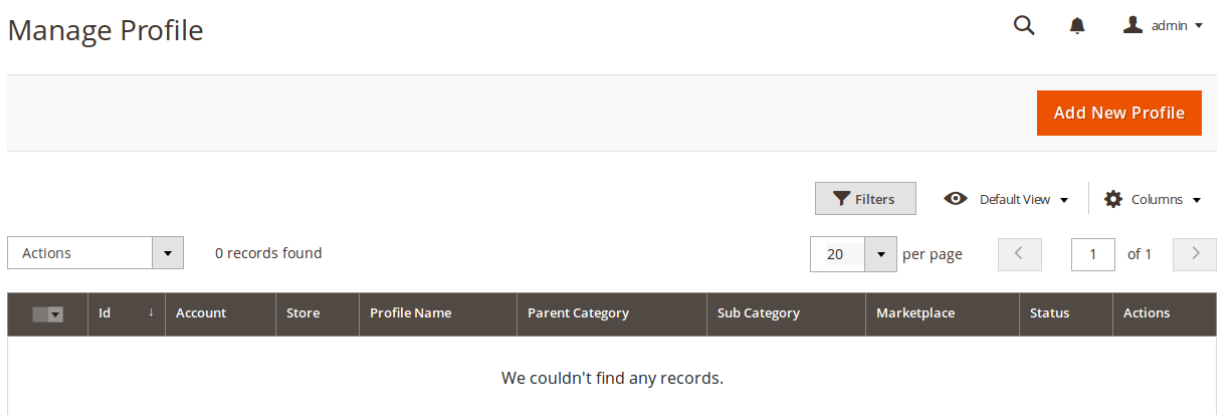 Manage Profile
admin
Add New Profile
Filters
Default View
Columns
Actions
0 records found
20
per page
1
of 1
Id ↓ Account Store Profile Name Parent Category Sub Category Marketplace Status Actions
We couldn't find any records.